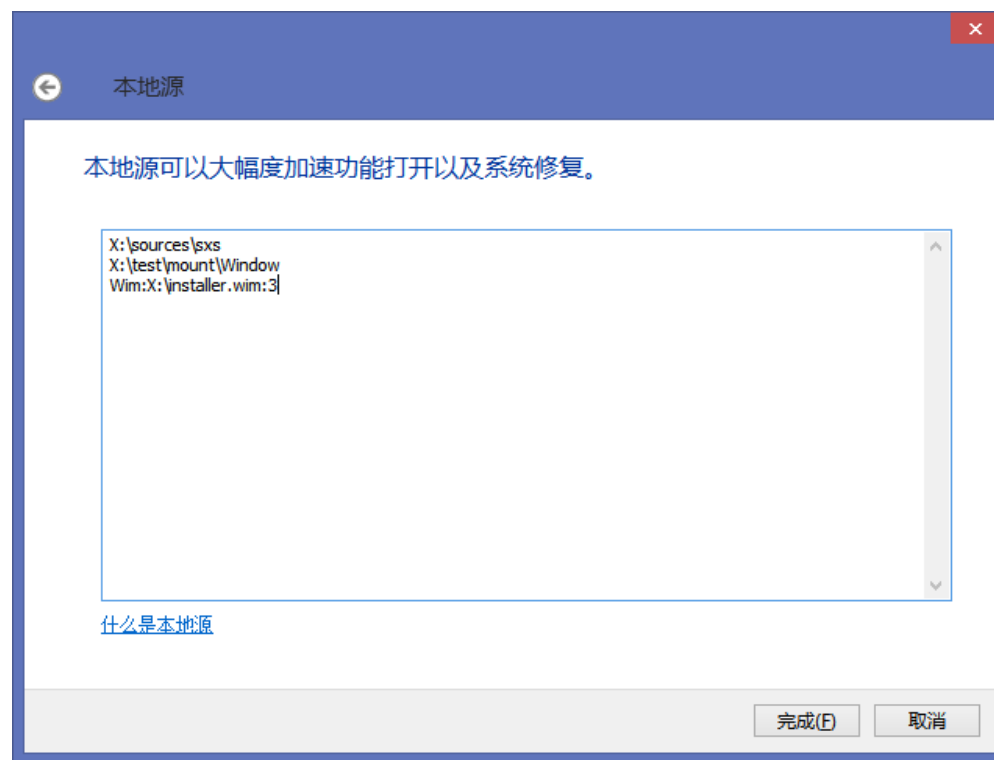 本地源
本地源可以大幅度加速功能打开以及系统修复。
X:\sources\sxs
X:\test\mount\Window
Wim:X:\installer.wim:3
什么是本地源
完成(F)
取消